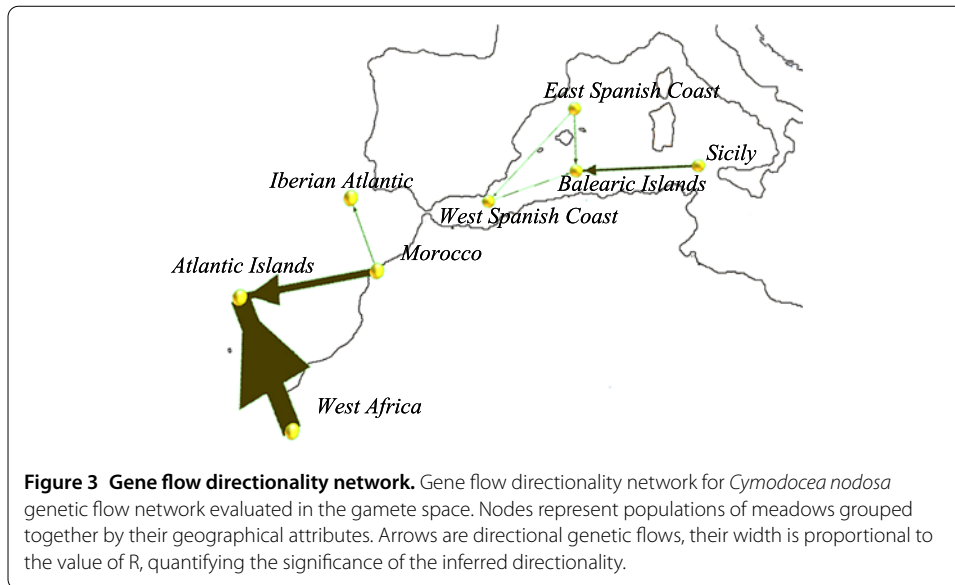 East Spanish Coast
Sicily
Iberian Atlantic
Balearic Islands
West Spanish Coast
Morocco
Atlantic Islands
West Africa
Figure 3 Gene flow directionality network. Gene flow directionality network for Cymodocea nodosa
genetic flow network evaluated in the gamete space. Nodes represent populations of meadows grouped
together by their geographical attributes. Arrows are directional genetic flows, their width is proportional to
the value of R, quantifying the significance of the inferred directionality.